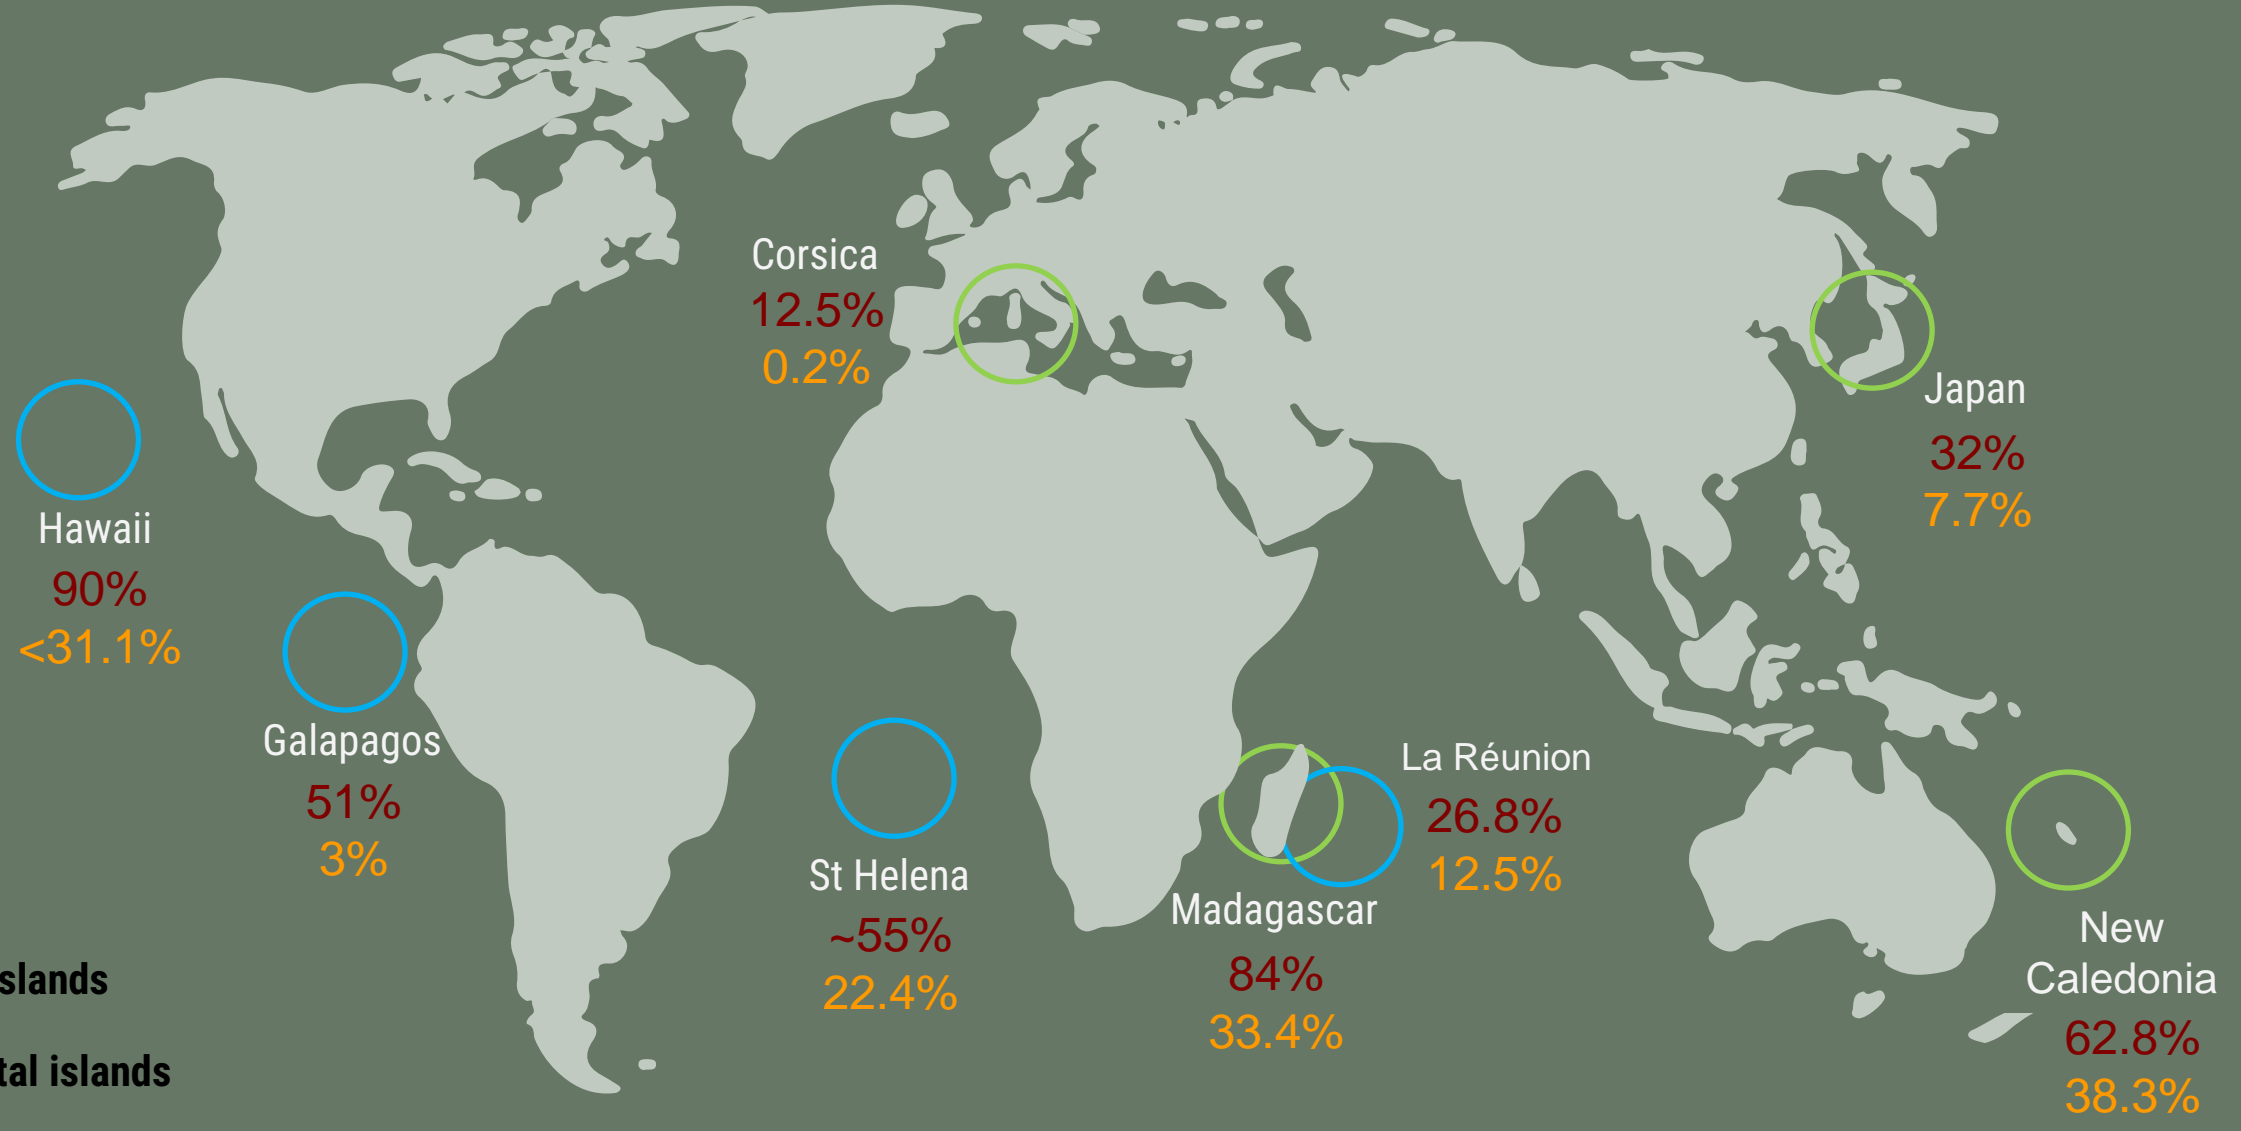 Corsica
12.5%
0.2%
Japan
32%
7.7%
Hawaii
90%
<31.1%
Galapagos
51%
3%
St Helena
~55%
22.4%
La Réunion
26.8%
12.5%
Madagascar
84%
33.4%
New
Caledonia
62.8%
38.3%
slands
tal islands